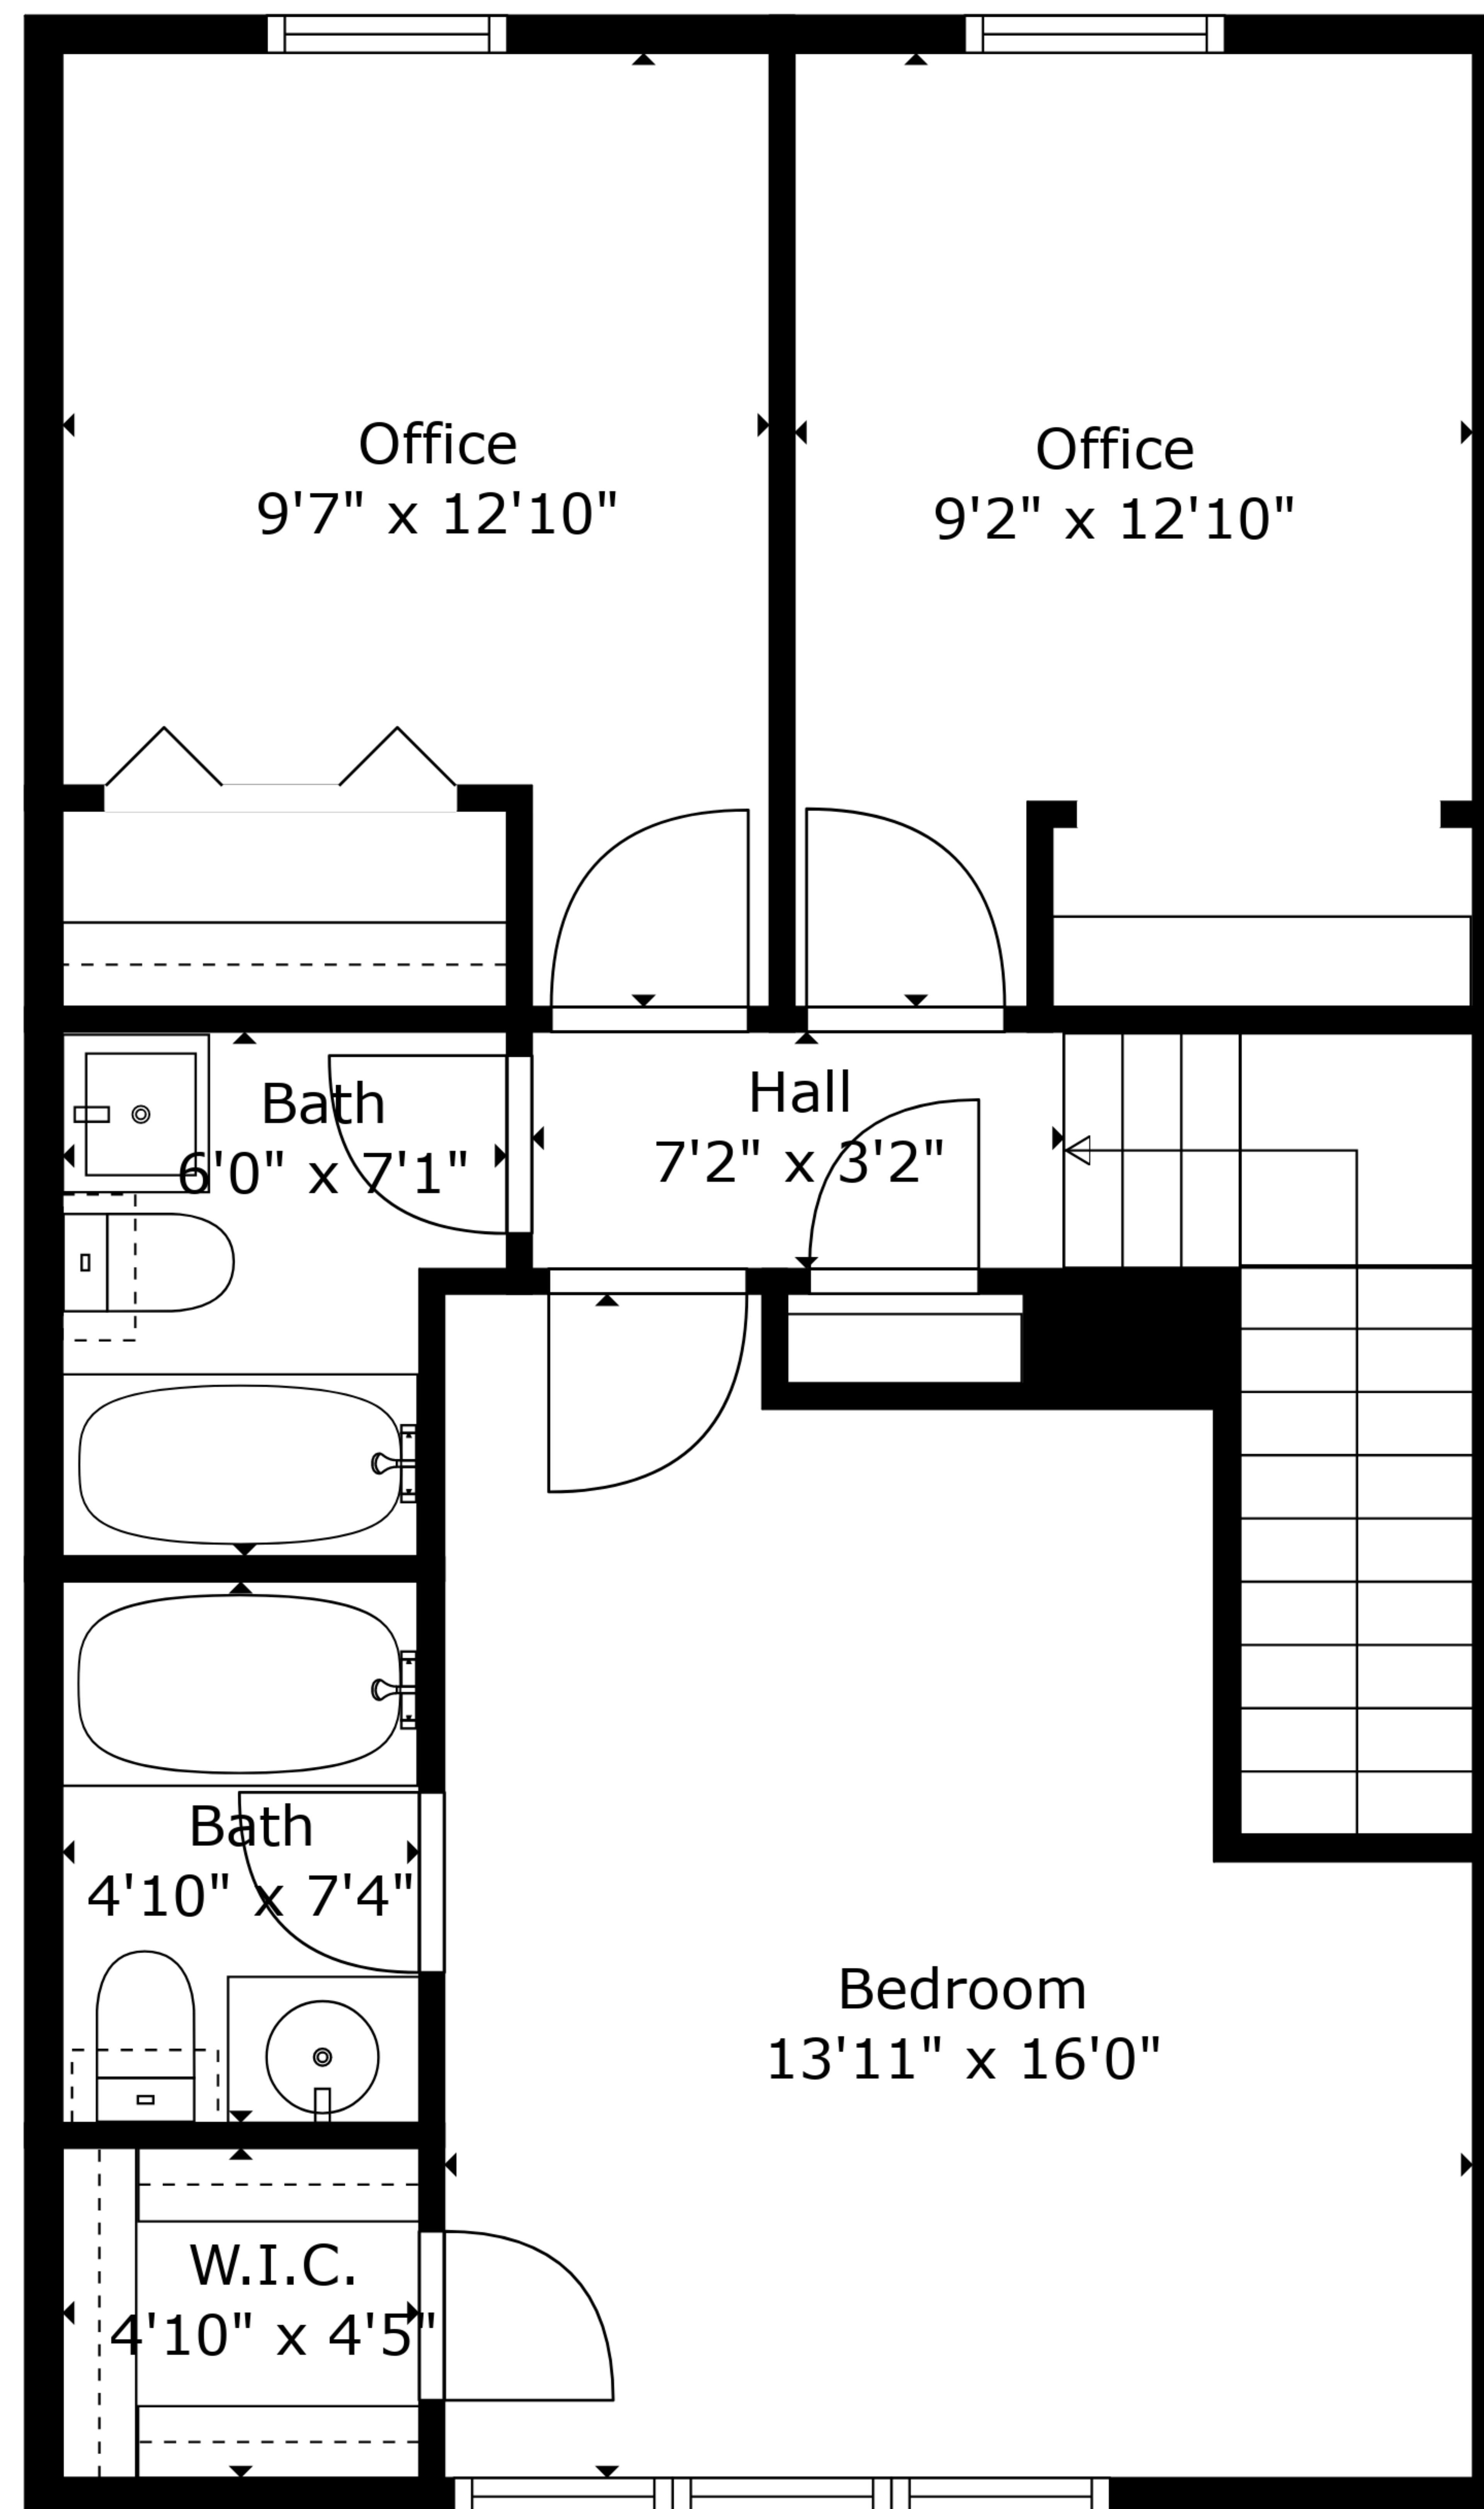 Office
9'7" x 12'10"
Office
9'2" x 12'10"
Bath
6'0" x 7'1"
Hall
7'2" x 3'2"
Bath
4'10" x 7'4"
Bedroom
13'11" x 16'0"
W.I.C.
4'10" x 4'5"